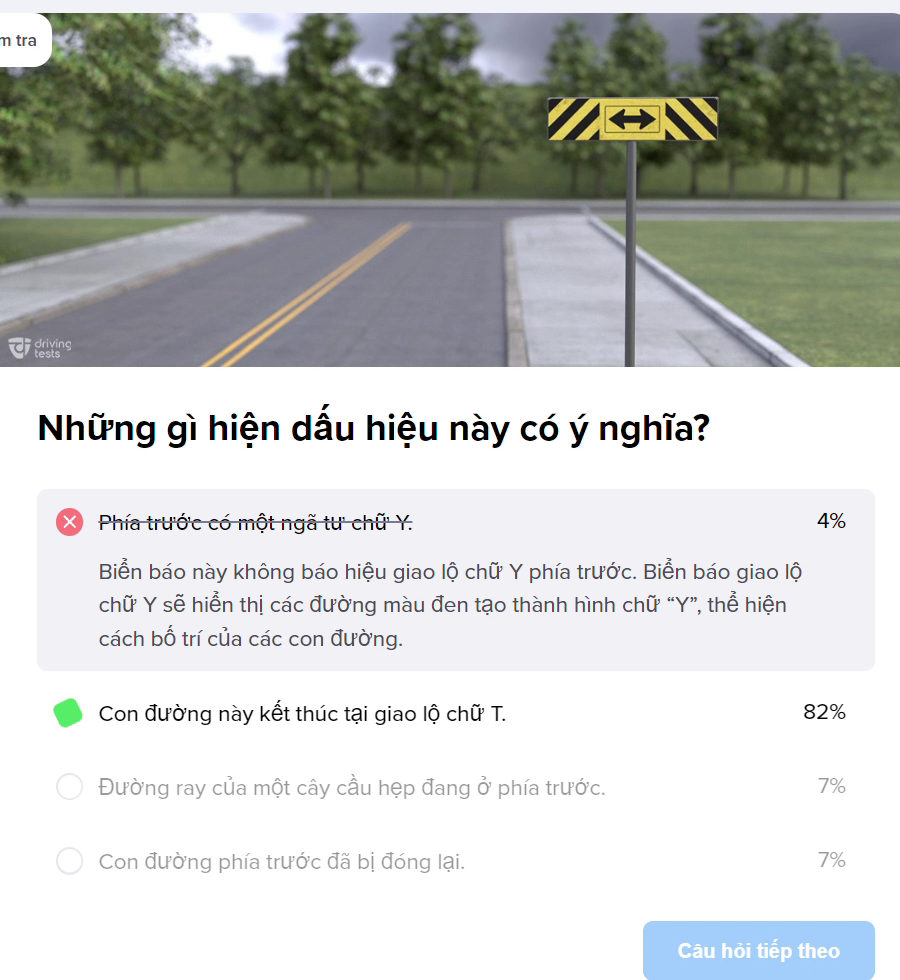 m tra
driving
tests
Những gì hiện dấu hiệu này có ý nghĩa?
Phía trước có một ngã tư chữ Y.
4%
Biển báo này không báo hiệu giao lộ chữ Y phía trước. Biển báo giao lộ
chữ Y sẽ hiển thị các đường màu đen tạo thành hình chữ “Y”, thể hiện
cách bố trí của các con đường.
Con đường này kết thúc tại giao lộ chữ T.
82%
Đường ray của một cây cầu hẹp đang ở phía trước.
7%
Con đường phía trước đã bị đóng lại.
7%
Câu hỏi tiếp theo